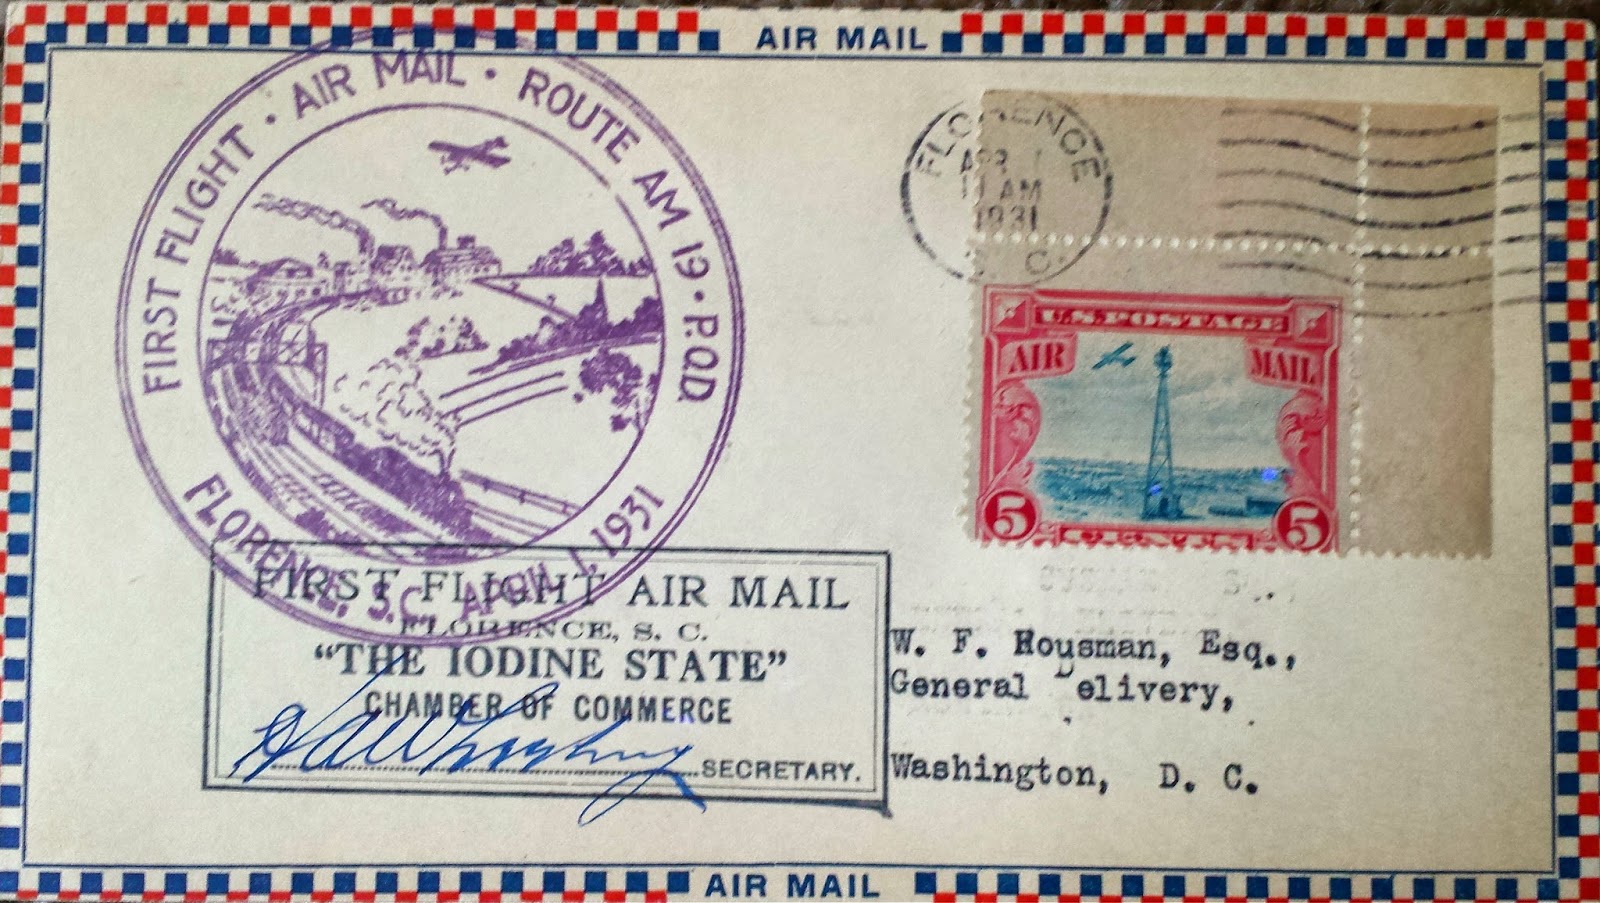 AIR MAIL
FIRST FLIGHT · AIR MAIL · ROUTE AM 19 · P.O.D.
FLORENCE, S.C. APRIL 1, 1931
FLORENCE
APR 1
11 AM
1931
S. C.
U.S. POSTAGE
AIR MAIL
5 CENTS 5
FIRST FLIGHT AIR MAIL
FLORENCE, S. C.
"THE IODINE STATE"
CHAMBER OF COMMERCE
SECRETARY.
W. F. Housman, Esq.,
General Delivery,
Washington, D. C.
AIR MAIL